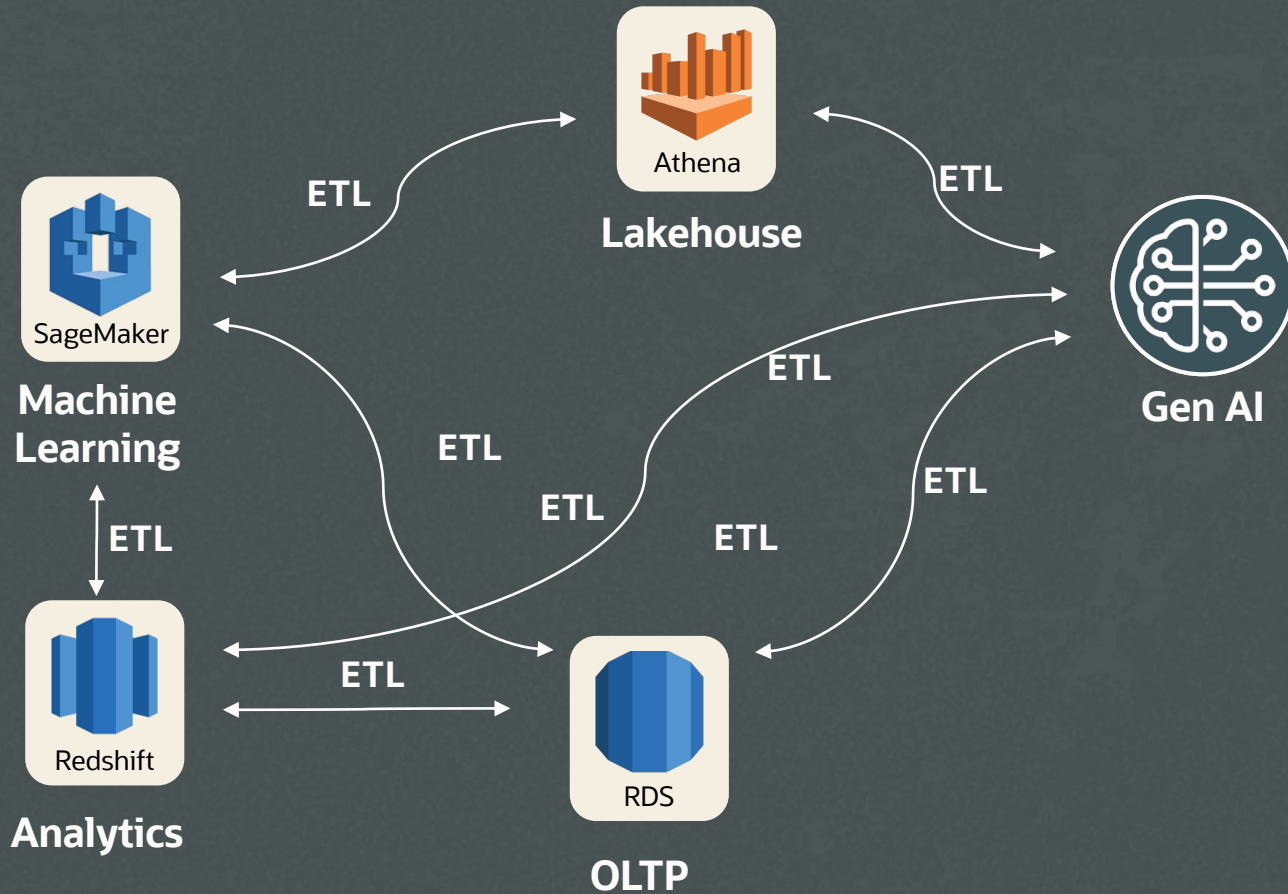 Athena
Lakehouse
ETL
ETL
SageMaker
Machine
Learning
ETL
Gen AI
ETL
ETL
ETL
ETL
ETL
Redshift
Analytics
ETL
RDS
OLTP